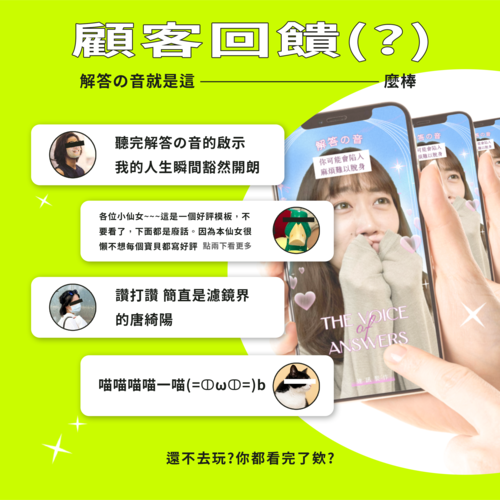 顧客回饋(?)
解答の音就是這
麼棒
聽完解答の音的啟示
我的人生瞬間豁然開朗
各位小仙女~~~這是一個好評模板，不
要看了，下面都是廢話。因為本仙女很
懶不想每個寶貝都寫好評 點兩下看更多
讚打讚 簡直是濾鏡界
的唐綺陽
喵喵喵喵一喵(=ⓛωⓛ=)b
解答の音
你可能會陷入
麻煩難以脫身
THE VOICE
of
ANSWERS
還不去玩?你都看完了欸?